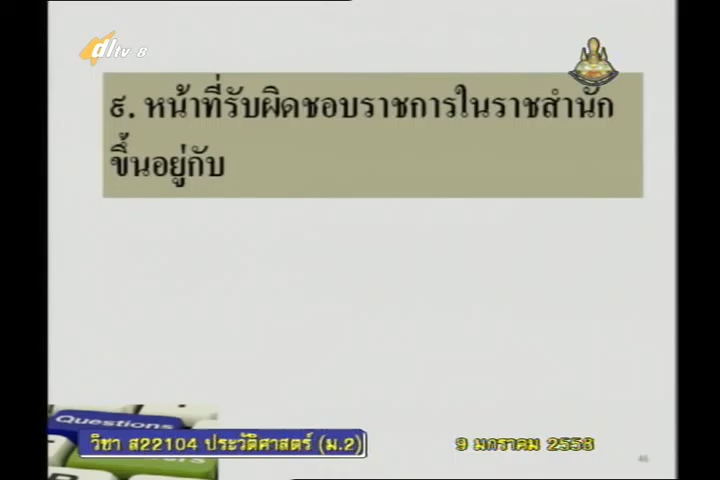 dltv 8
๙. หน้าที่รับผิดชอบราชการในราชสำนัก
ขึ้นอยู่กับ
Questions
วิชา ส22104 ประวัติศาสตร์ (ม.2)
9 มกราคม 2558
46